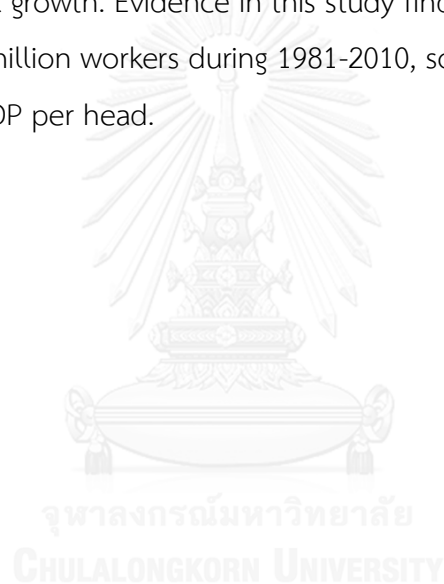 growth. Evidence in this study find
million workers during 1981-2010, so
DP per head.
จุฬาลงกรณ์มหาวิทยาลัย
CHULALONGKORN UNIVERSITY